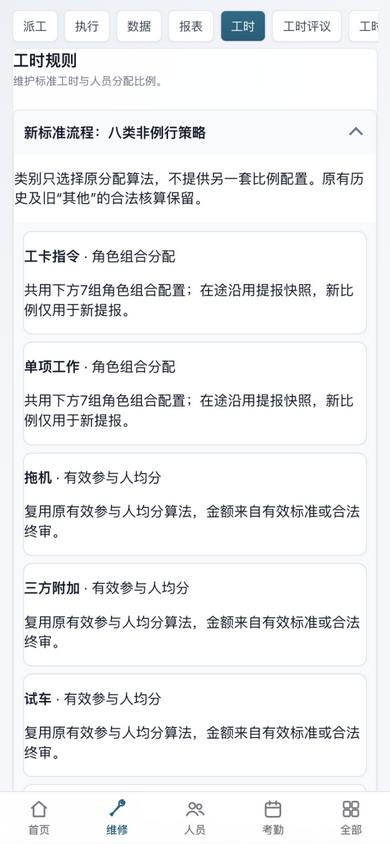 派工 执行 数据 报表 工时 工时评议
工时规则
维护标准工时与人员分配比例。
新标准流程：八类非例行策略
类别只选择原分配算法，不提供另一套比例配置。原有历
史及旧“其他”的合法核算保留。
工卡指令 · 角色组合分配
共用下方7组角色组合配置；在途沿用提报快照，新比
例仅用于新提报。
单项工作 · 角色组合分配
共用下方7组角色组合配置；在途沿用提报快照，新比
例仅用于新提报。
拖机 · 有效参与人均分
复用原有效参与人均分算法，金额来自有效标准或合法
终审。
三方附加 · 有效参与人均分
复用原有效参与人均分算法，金额来自有效标准或合法
终审。
试车 · 有效参与人均分
复用原有效参与人均分算法，金额来自有效标准或合法
终审。
首页 维修 人员 考勤 全部